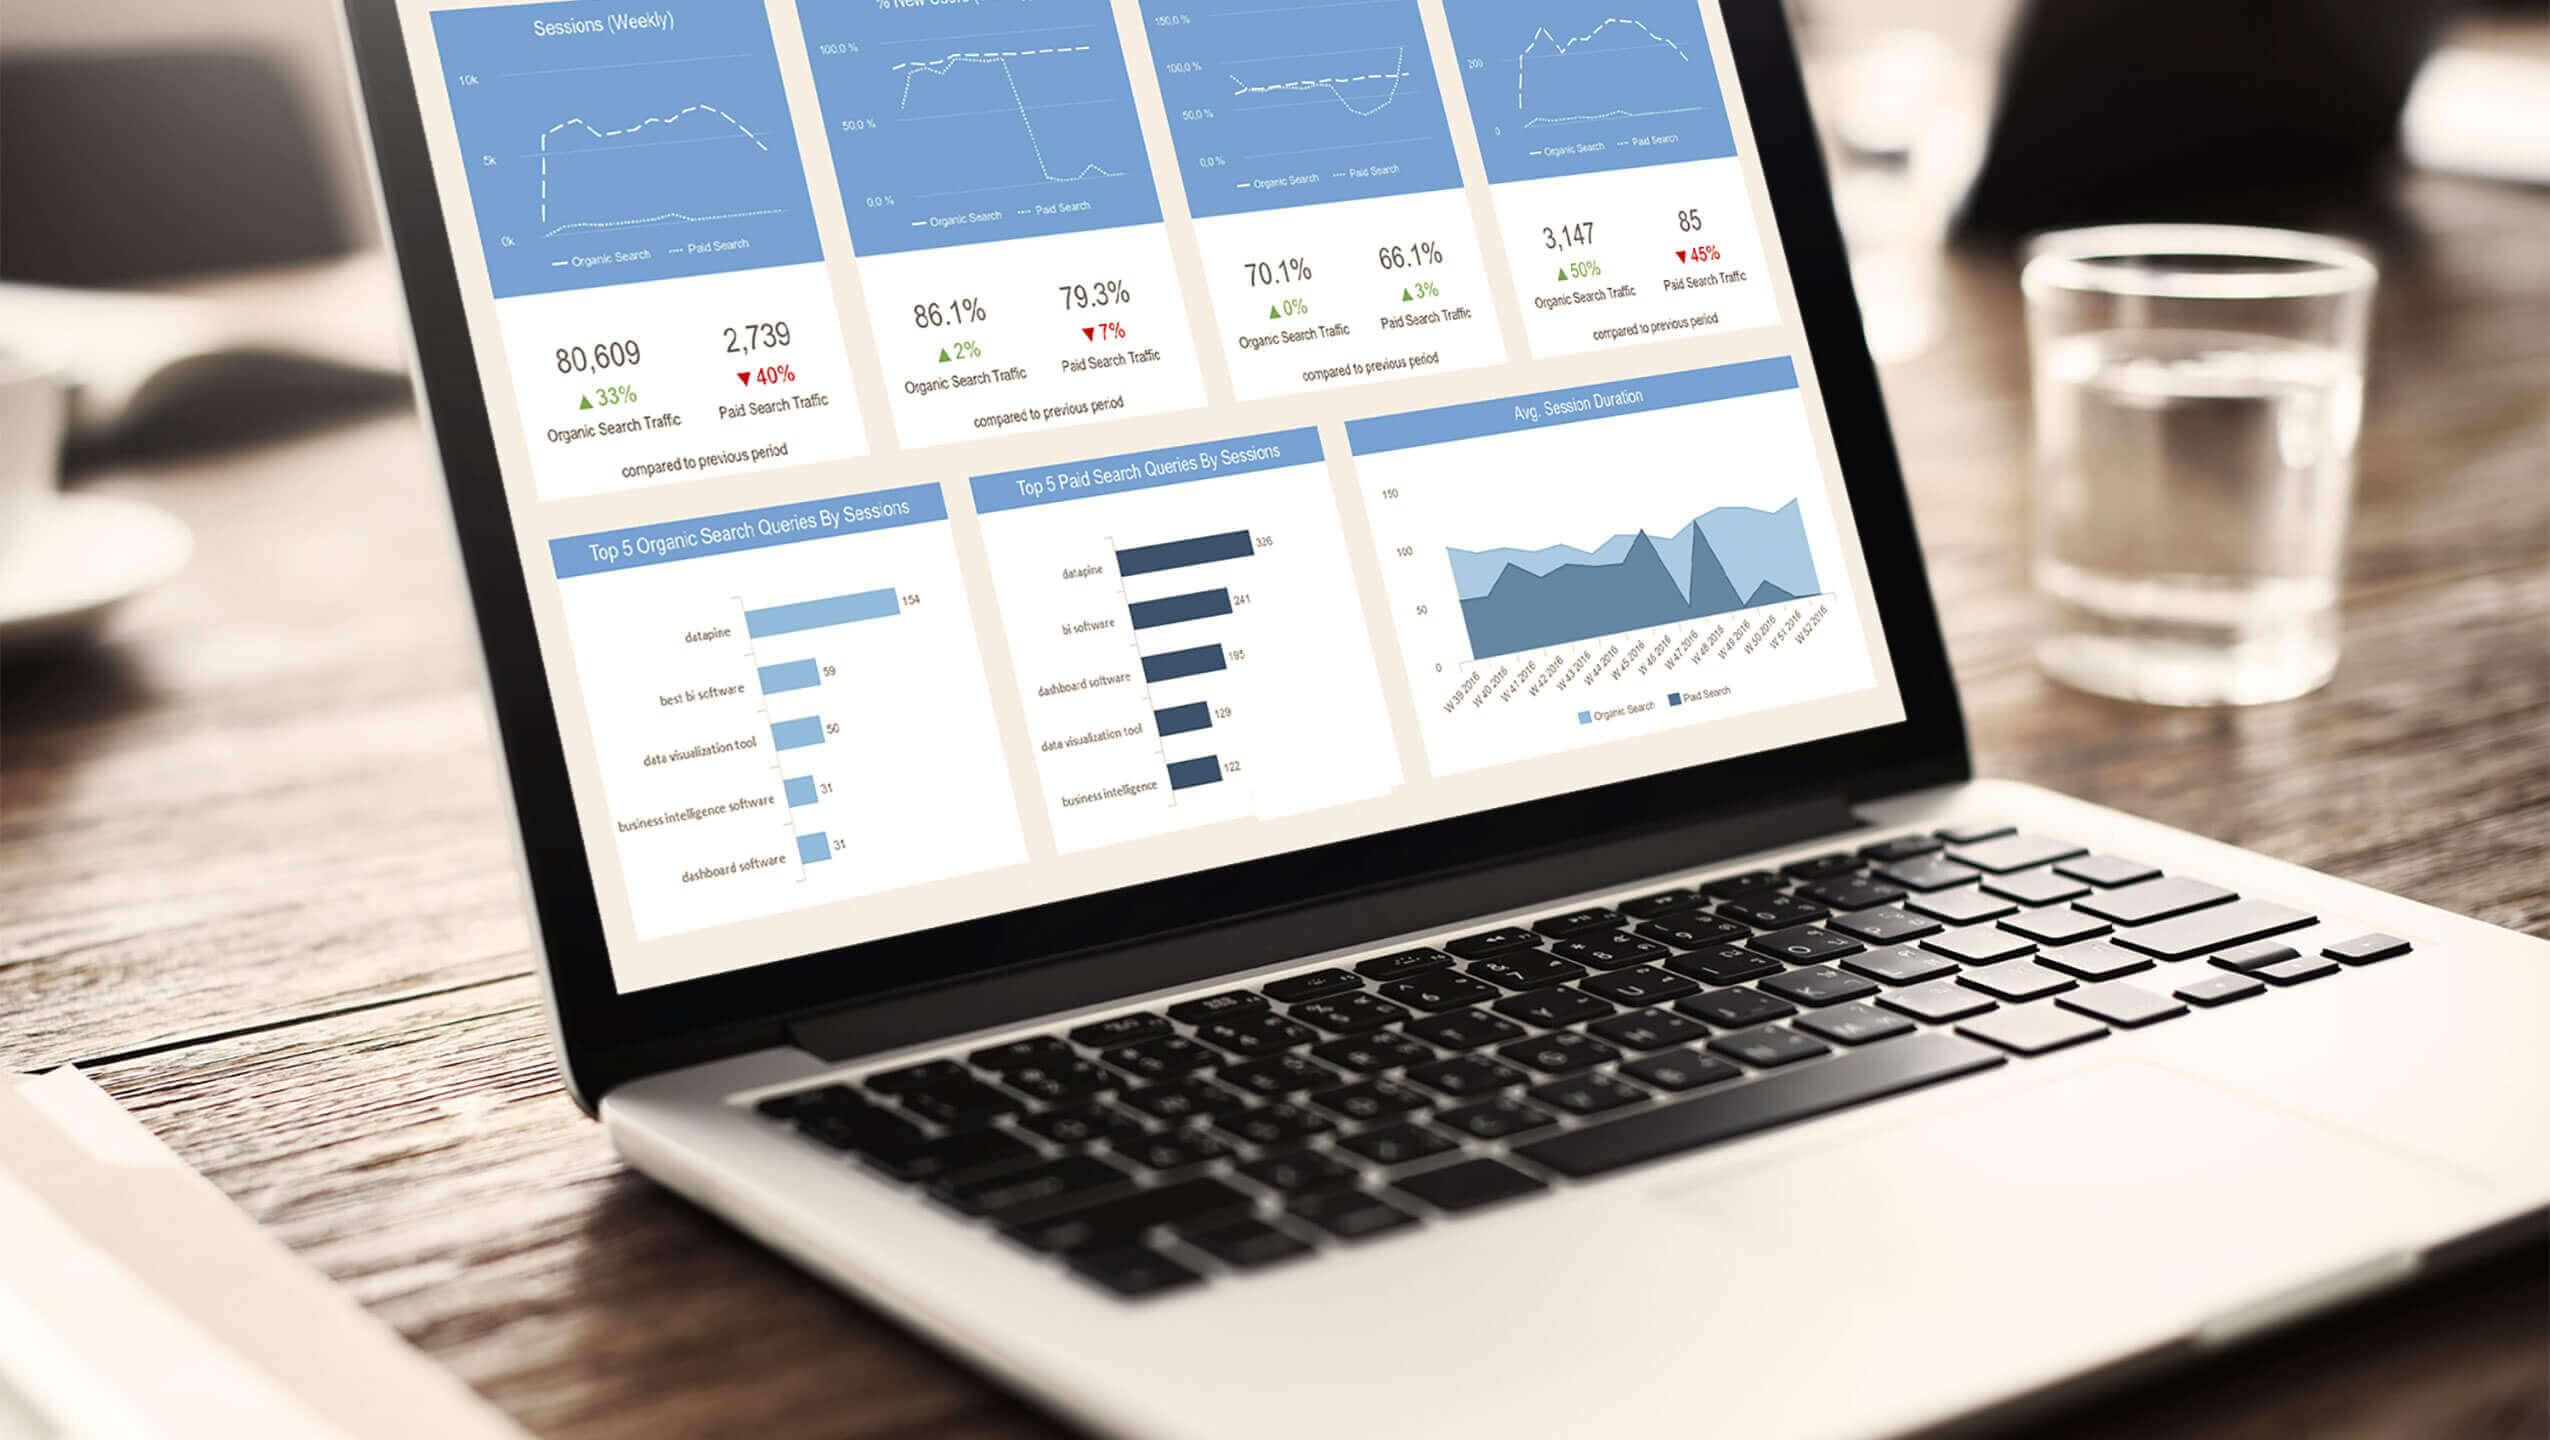 Sessions (Weekly)
10k
5k
0k
Organic Search
Paid Search
80,609
▲33%
Organic Search Traffic
2,739
▼40%
Paid Search Traffic
compared to previous period
% New Users
100.0 %
50.0 %
0.0 %
Organic Search
Paid Search
86.1%
▲2%
Organic Search Traffic
79.3%
▼7%
Paid Search Traffic
compared to previous period
150.0 %
100.0 %
50.0 %
0.0 %
Organic Search
Paid Search
70.1%
▲0%
Organic Search Traffic
66.1%
▲3%
Paid Search Traffic
compared to previous period
200
0
Organic Search
Paid Search
3,147
▲50%
Organic Search Traffic
85
▼45%
Paid Search Traffic
compared to previous period
Top 5 Organic Search Queries By Sessions
datapine 154
best bi software 59
data visualization tool 50
business intelligence software 31
dashboard software 31
Top 5 Paid Search Queries By Sessions
datapine 326
bi software 241
dashboard software 195
data visualization tool 129
business intelligence 122
Avg. Session Duration
150
100
50
0
W 39 2016
W 40 2016
W 41 2016
W 42 2016
W 43 2016
W 44 2016
W 45 2016
W 46 2016
W 47 2016
W 48 2016
W 49 2016
W 50 2016
W 51 2016
W 52 2016
Organic Search
Paid Search